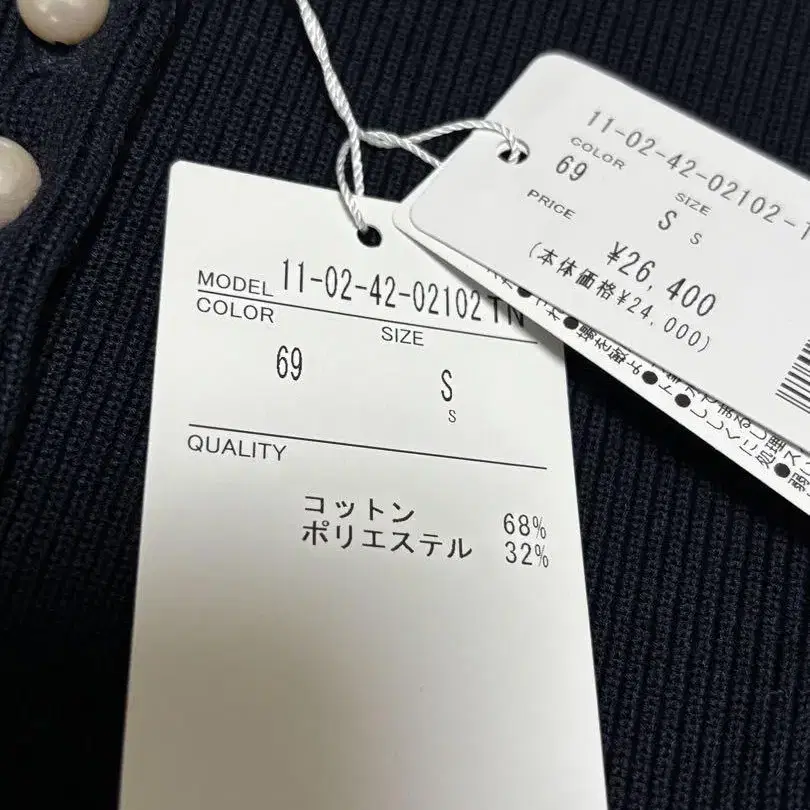 MODEL 11-02-42-02102 TN
COLOR
SIZE
69
S
S
QUALITY
コットン 68%
ポリエステル 32%
11-02-42-02102-1
COLOR
69
SIZE
S S
PRICE
¥26,400
(本体価格¥24,000)